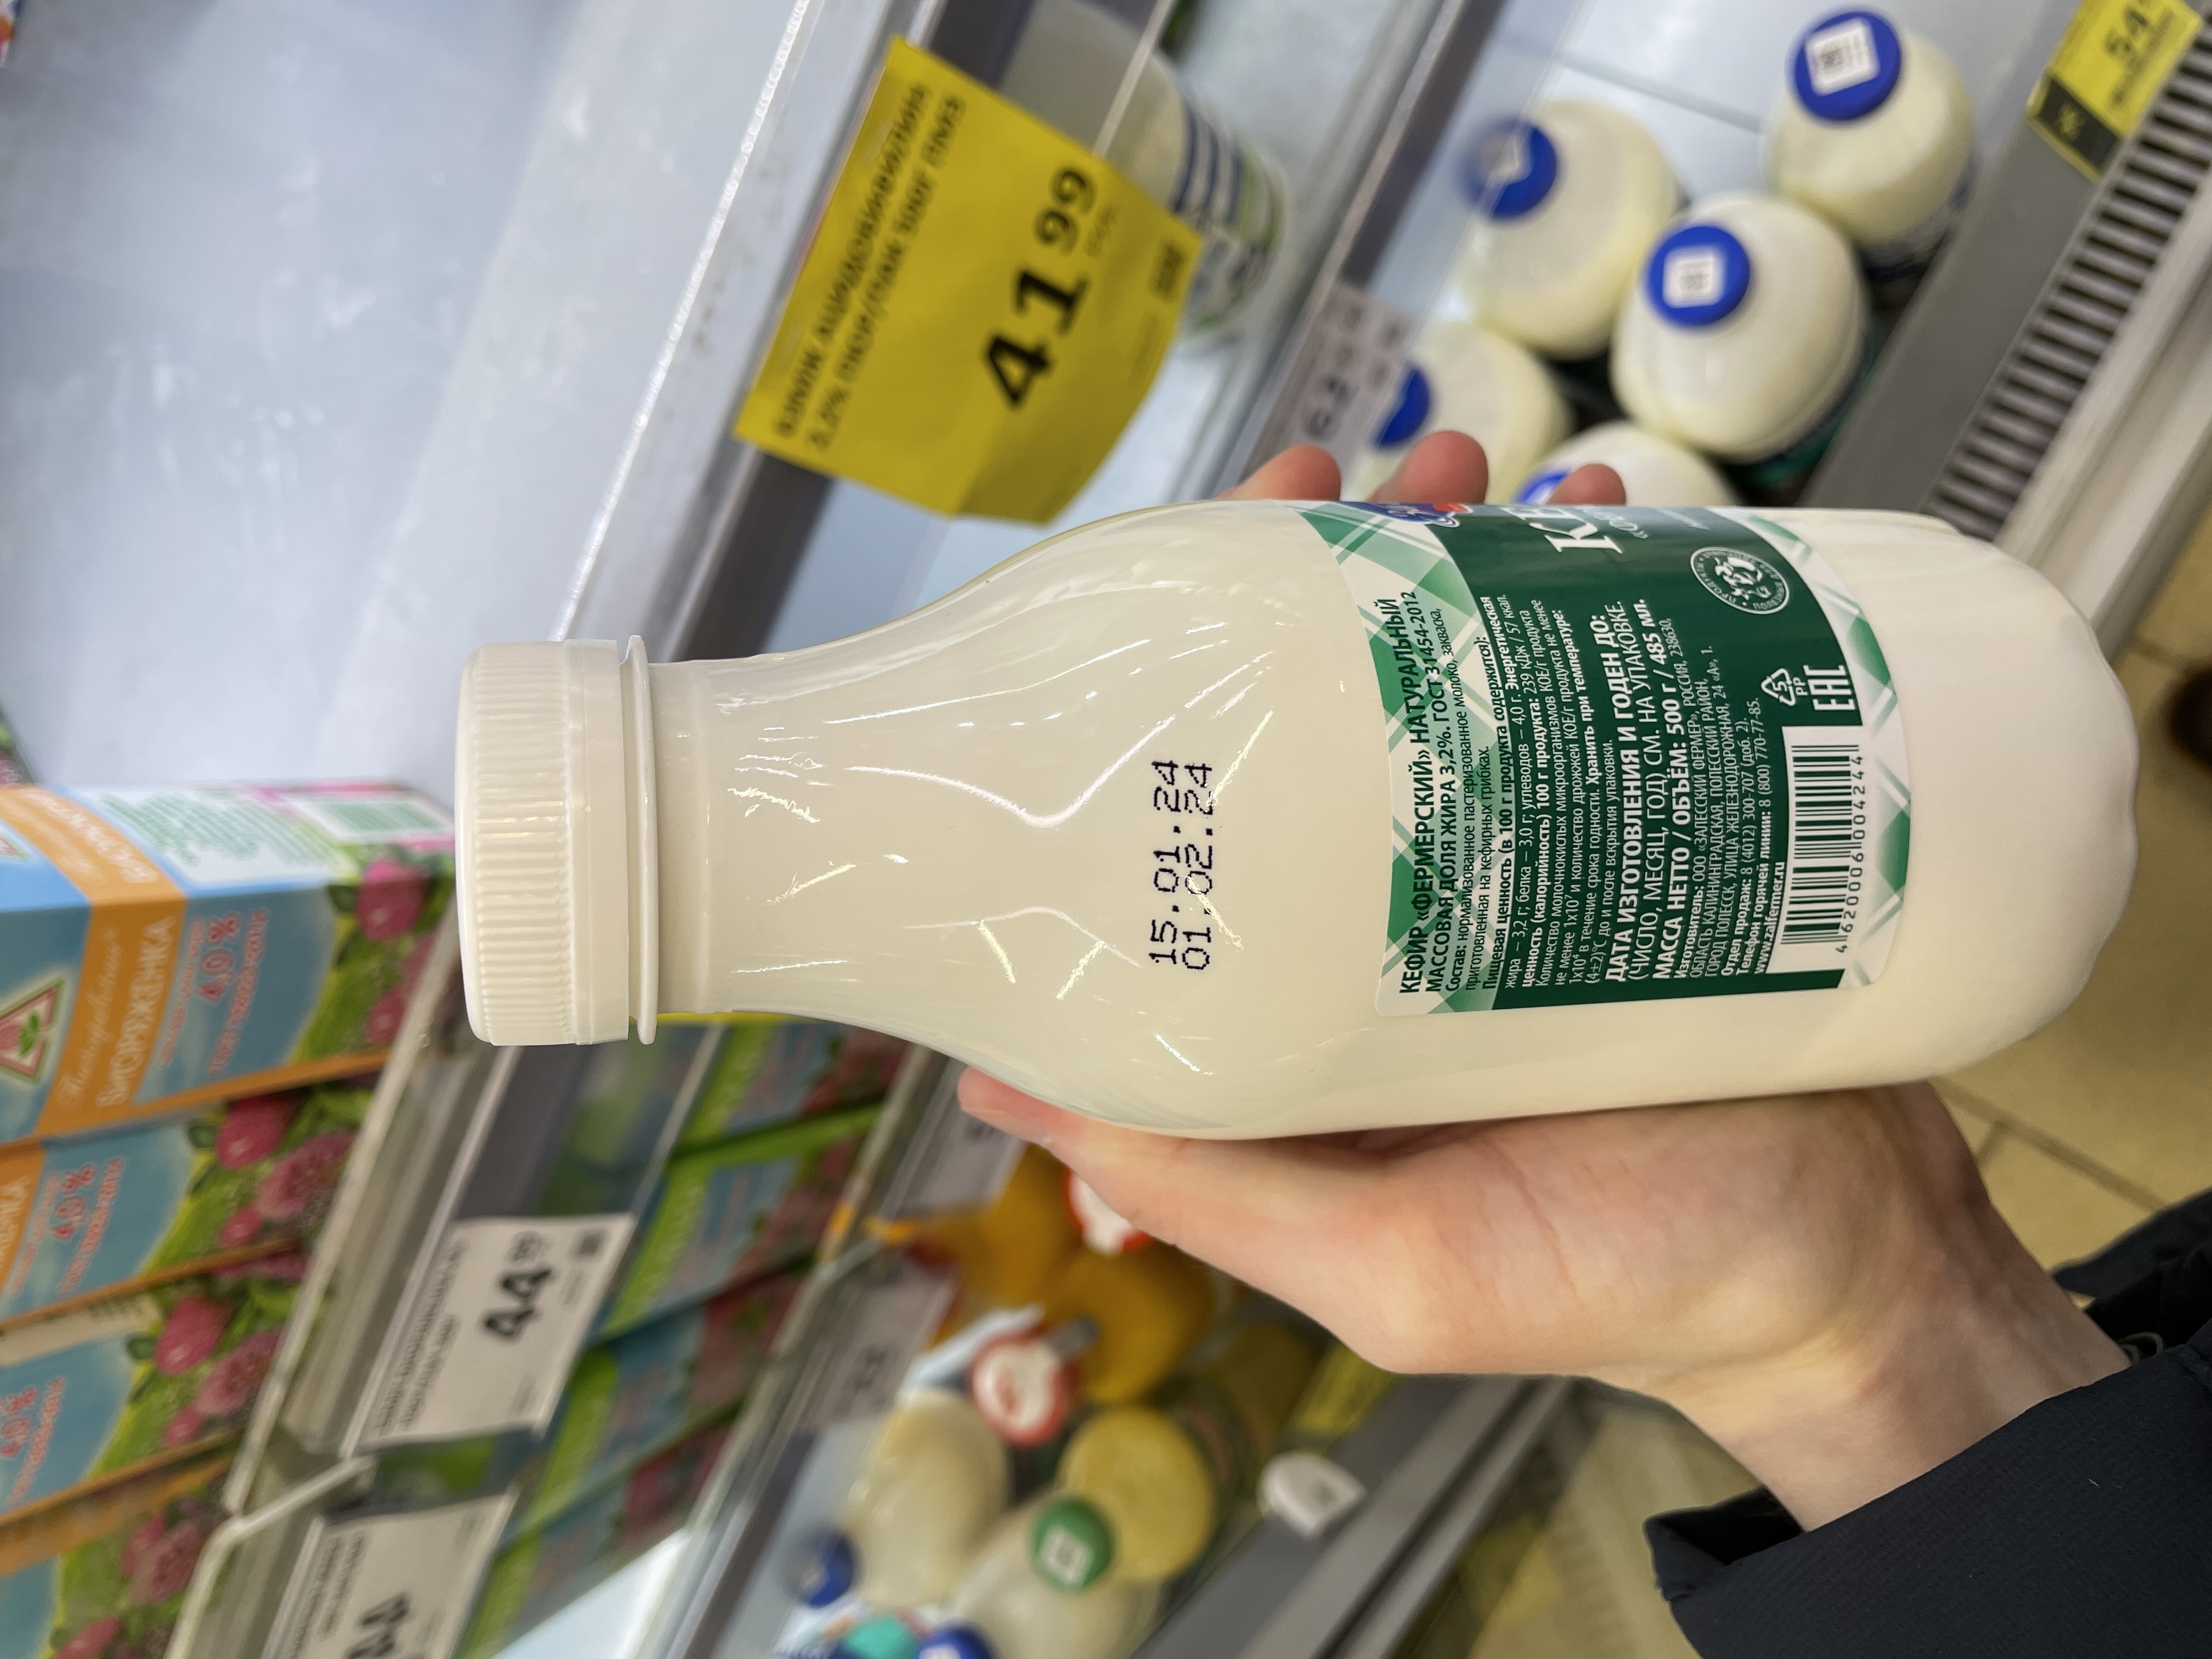 БИОРЯЖЕНКА
4,0 %
4,0 %
44 99
41 99
15.01.24
01.02.24
КЕФИР «ФЕРМЕРСКИЙ» НАТУРАЛЬНЫЙ
МАССОВАЯ ДОЛЯ ЖИРА 3,2%. ГОСТ 31454-2012
Состав: нормализованное пастеризованное молоко, закваска,
приготовленная на кефирных грибках.
Пищевая ценность (в 100 г продукта содержится):
жира – 3,2 г; белка – 3,0 г; углеводов – 4,0 г. Энергетическая
ценность (калорийность) 100 г продукта: 239 кДж / 57 ккал.
Количество молочнокислых микроорганизмов КОЕ/г продукта
не менее 1х10⁷ и количество дрожжей КОЕ/г продукта не менее
1х10⁴ в течение срока годности. Хранить при температуре:
(4±2)°С до и после вскрытия упаковки.
ДАТА ИЗГОТОВЛЕНИЯ И ГОДЕН ДО:
(ЧИСЛО, МЕСЯЦ, ГОД) СМ. НА УПАКОВКЕ.
МАССА НЕТТО / ОБЪЁМ: 500 г / 485 мл.
Изготовитель: ООО «ЗАЛЕССКИЙ ФЕРМЕР», РОССИЯ, 238630,
ОБЛАСТЬ КАЛИНИНГРАДСКАЯ, ПОЛЕССКИЙ РАЙОН,
ГОРОД ПОЛЕССК, УЛИЦА ЖЕЛЕЗНОДОРОЖНАЯ, 24 «А», 1.
Отдел продаж: 8 (4012) 300-707 (доб. 2).
Телефон горячей линии: 8 (800) 770-77-85.
www.zalfermer.ru
5
PP
EAC
4 620006 004244
54